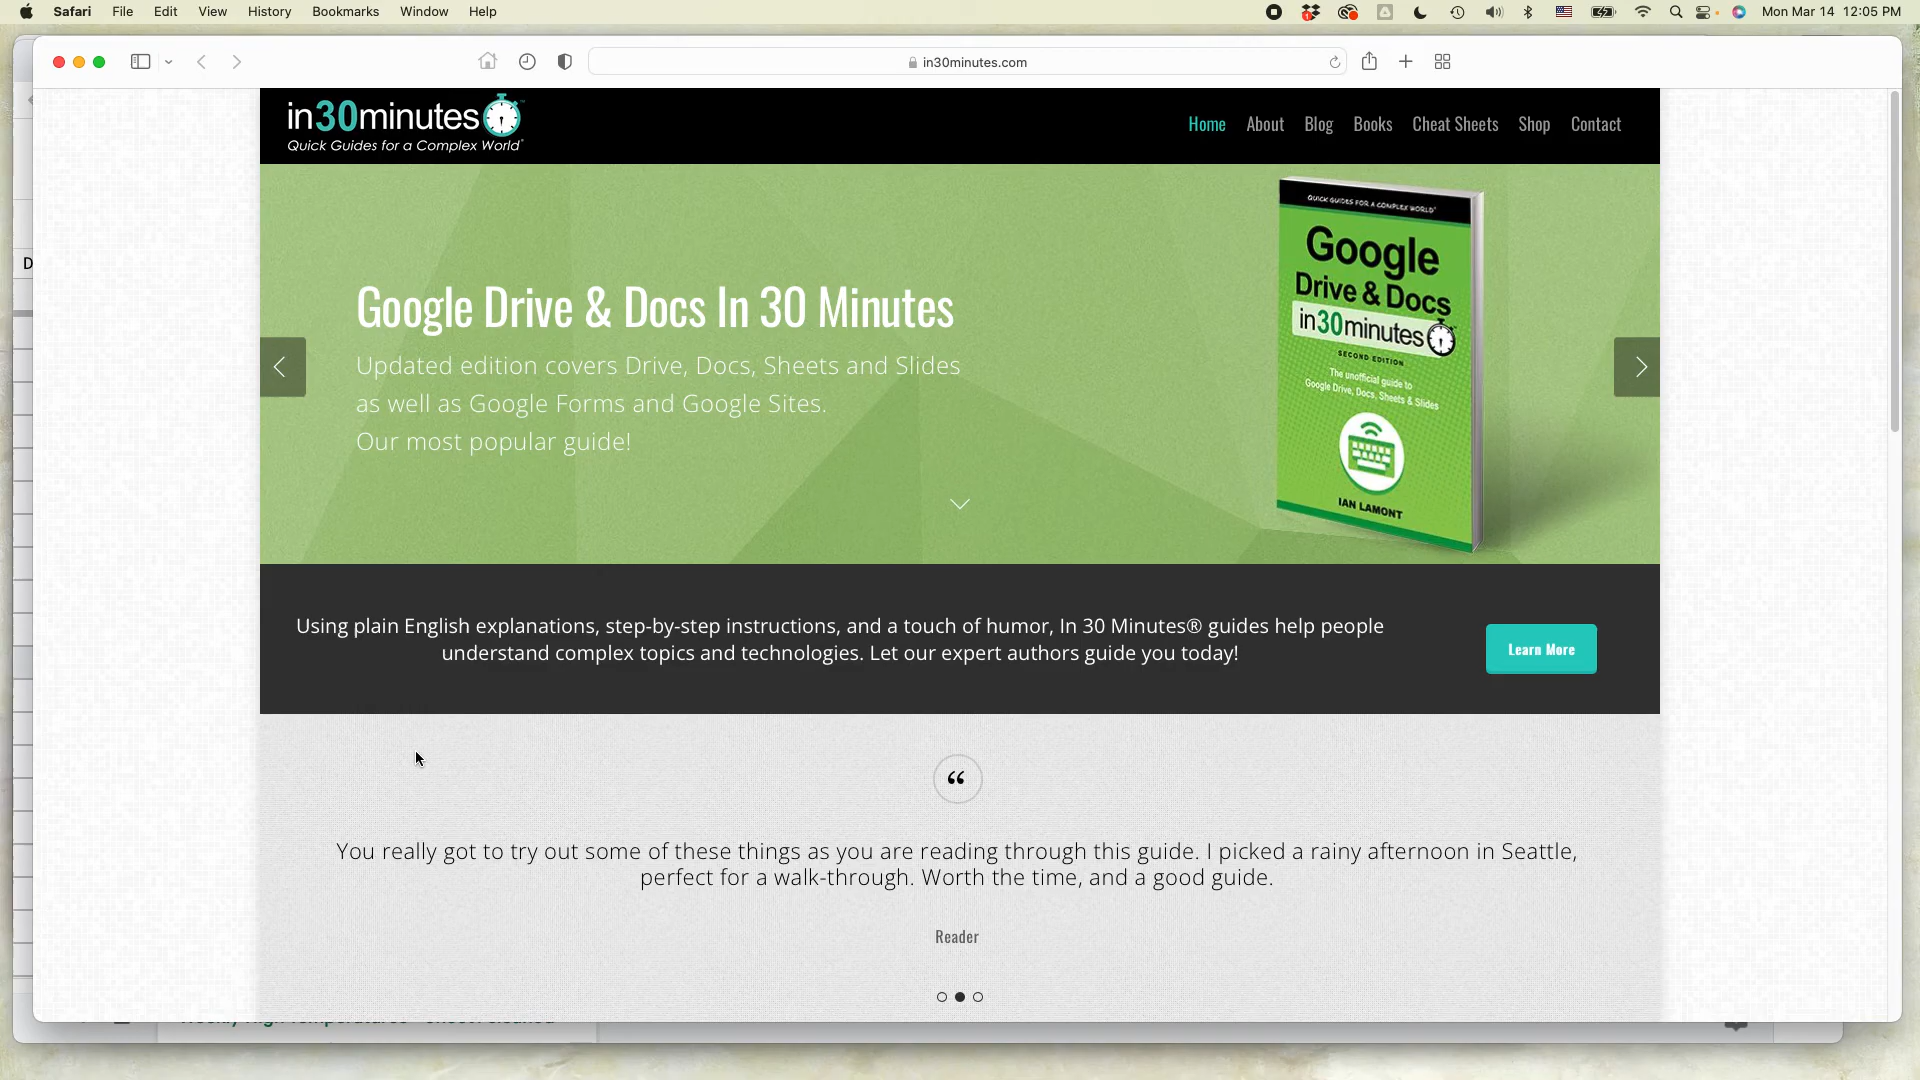 Safari File Edit View History Bookmarks Window Help
Mon Mar 14 12:05 PM
in30minutes.com
in30minutes™
Quick Guides for a Complex World®
Home About Blog Books Cheat Sheets Shop Contact
D
Google Drive & Docs In 30 Minutes
Updated edition covers Drive, Docs, Sheets and Slides
as well as Google Forms and Google Sites.
Our most popular guide!
QUICK GUIDES FOR A COMPLEX WORLD®
Google
Drive & Docs
in30minutes™
SECOND EDITION
The unofficial guide to
Google Drive, Docs, Sheets & Slides
IAN LAMONT
Using plain English explanations, step-by-step instructions, and a touch of humor, In 30 Minutes® guides help people
understand complex topics and technologies. Let our expert authors guide you today!
Learn More
“
You really got to try out some of these things as you are reading through this guide. I picked a rainy afternoon in Seattle,
perfect for a walk-through. Worth the time, and a good guide.
Reader